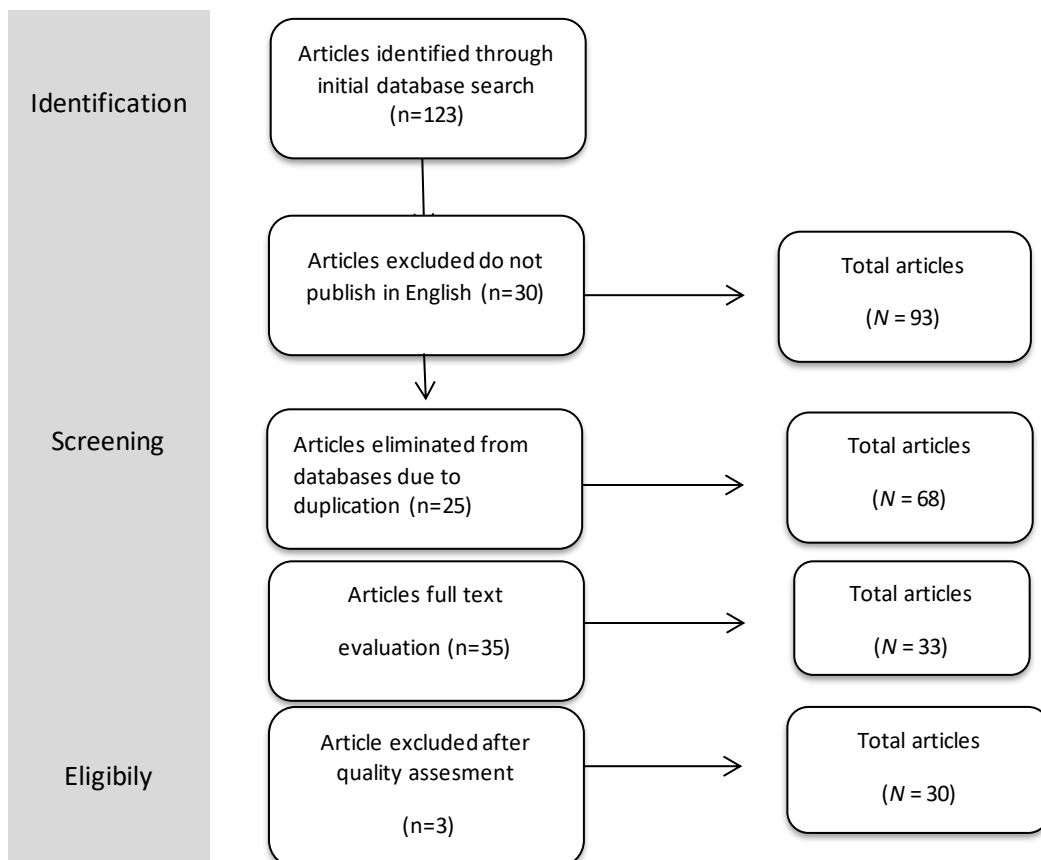 Identification
Articles identified through
initial database search
(n=123)
Articles excluded do not
publish in English (n=30)
Total articles
(N = 93)
Screening
Articles eliminated from
databases due to
duplication (n=25)
Total articles
(N = 68)
Articles full text
evaluation (n=35)
Total articles
(N = 33)
Eligibily
Article excluded after
quality assesment
(n=3)
Total articles
(N = 30)